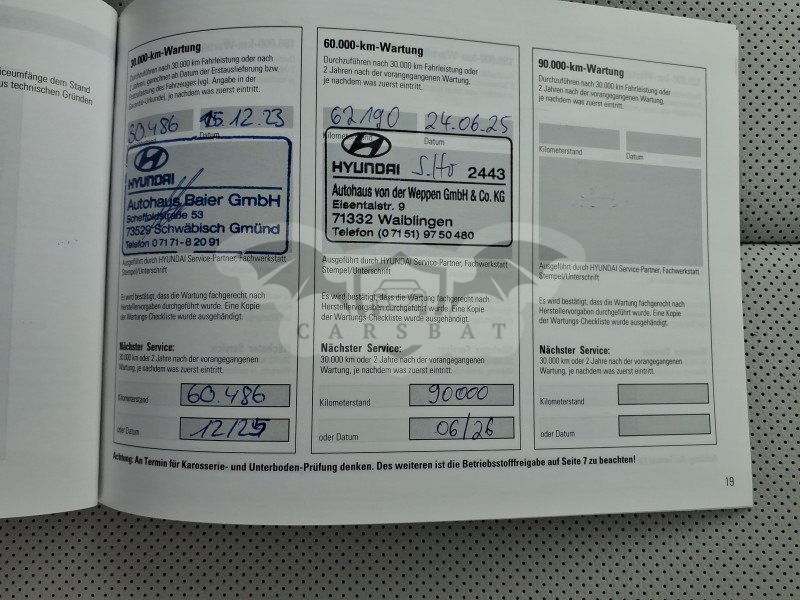 iceumfänge dem Stand
us technischen Gründen
30.000-km-Wartung
Durchzuführen nach 30.000 km Fahrleistung oder nach
2 Jahren, gerechnet ab Datum der Erstauslieferung bzw.
Erstzulassung des Fahrzeuges (vgl. Angabe in der
Garantie-Urkunde), je nachdem was zuerst eintritt.
30.486
15.12.23
Datum
HYUNDAI
Autohaus Baier GmbH
Scheffoldstraße 53
73529 Schwäbisch Gmünd
Telefon 07171-82091
Ausgeführt durch HYUNDAI Service-Partner, Fachwerkstatt
Stempel/Unterschrift
Es wird bestätigt, dass die Wartung fachgerecht nach
Herstellervorgaben durchgeführt wurde. Eine Kopie
der Wartungs-Checkliste wurde ausgehändigt.
Nächster Service:
30.000 km oder 2 Jahre nach der vorangegangenen
Wartung, je nachdem was zuerst eintritt.
Kilometerstand
60.486
oder Datum
12/25
60.000-km-Wartung
Durchzuführen nach 30.000 km Fahrleistung oder
2 Jahren nach der vorangegangenen Wartung,
je nachdem was zuerst eintritt.
62190
24.06.25
Kilometerstand
Datum
HYUNDAI
2443
Autohaus von der Weppen GmbH & Co. KG
Eisentalstr. 9
71332 Waiblingen
Telefon (07151) 9750480
Ausgeführt durch HYUNDAI Service-Partner, Fachwerkstatt
Stempel/Unterschrift
Es wird bestätigt, dass die Wartung fachgerecht nach
Herstellervorgaben durchgeführt wurde. Eine Kopie
der Wartungs-Checkliste wurde ausgehändigt.
Nächster Service:
30.000 km oder 2 Jahre nach der vorangegangenen
Wartung, je nachdem was zuerst eintritt.
Kilometerstand
90000
oder Datum
06/26
90.000-km-Wartung
Durchzuführen nach 30.000 km Fahrleistung oder
2 Jahren nach der vorangegangenen Wartung,
je nachdem was zuerst eintritt.
Kilometerstand
Datum
Ausgeführt durch HYUNDAI Service-Partner, Fachwerkstatt
Stempel/Unterschrift
Es wird bestätigt, dass die Wartung fachgerecht nach
Herstellervorgaben durchgeführt wurde. Eine Kopie
der Wartungs-Checkliste wurde ausgehändigt.
Nächster Service:
30.000 km oder 2 Jahre nach der vorangegangenen
Wartung, je nachdem was zuerst eintritt.
Kilometerstand
oder Datum
Achtung: An Termin für Karosserie- und Unterboden-Prüfung denken. Des weiteren ist die Betriebsstofffreigabe auf Seite 7 zu beachten!
19
CARSBAT